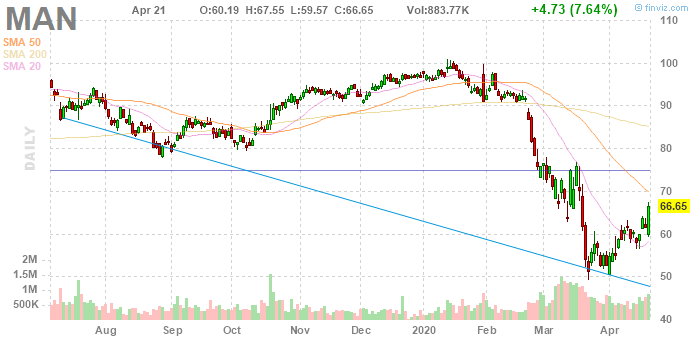 MAN
Apr 21 O:60.19 H:67.55 L:59.57 C:66.65 Vol:883.77K +4.73 (7.64%)
© finviz.com
SMA 50
SMA 200
SMA 20
DAILY
110
100
90
80
70
66.65
60
50
40
2M
1.5M
1M
500K
Aug Sep Oct Nov Dec 2020 Feb Mar Apr